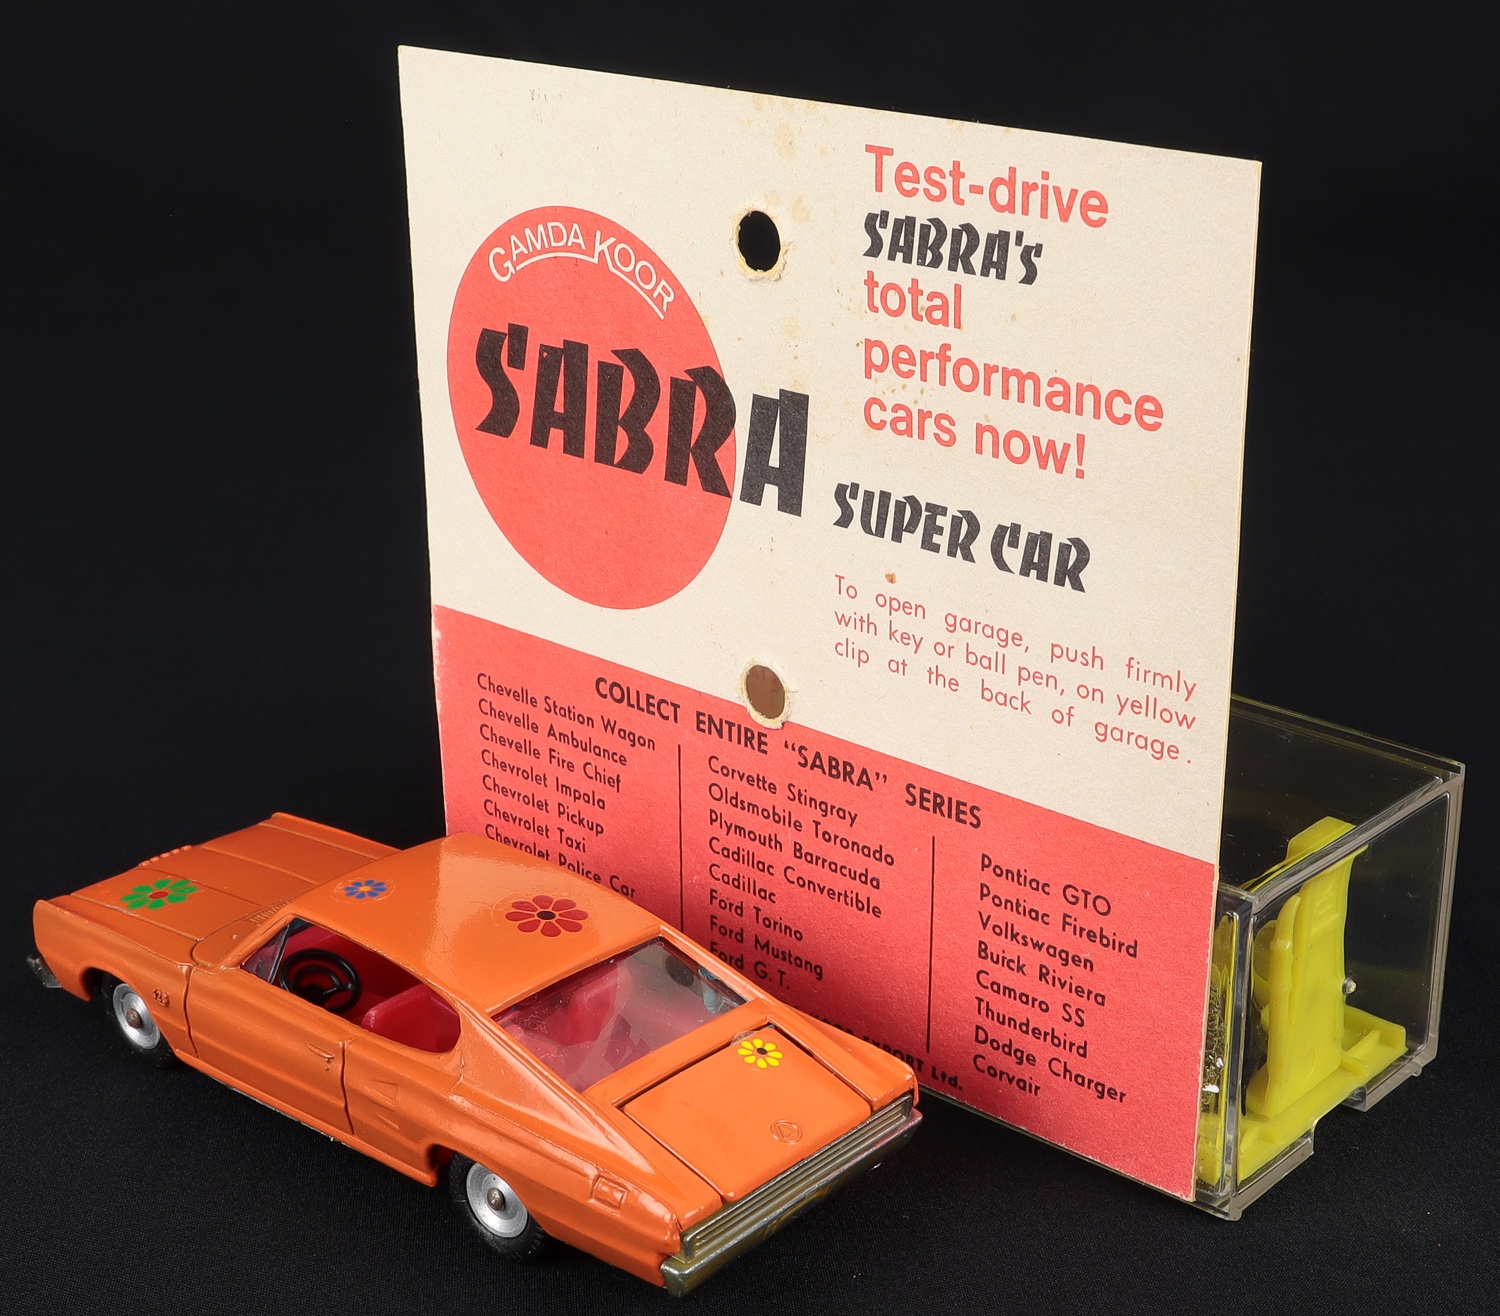 GAMDA KOOR
SABRA
Test-drive
SABRA'S
total
performance
cars now!
SUPER CAR
To open garage, push firmly
with key or ball pen, on yellow
clip at the back of garage.
COLLECT ENTIRE "SABRA" SERIES
Chevelle Station Wagon
Chevelle Ambulance
Chevelle Fire Chief
Chevrolet Impala
Chevrolet Pickup
Chevrolet Taxi
Chevrolet Police Car
Corvette Stingray
Oldsmobile Toronado
Plymouth Barracuda
Cadillac Convertible
Cadillac
Ford Torino
Ford Mustang
Ford G.T.
Pontiac GTO
Pontiac Firebird
Volkswagen
Buick Riviera
Camaro SS
Thunderbird
Dodge Charger
Corvair
EXPORT Ltd.